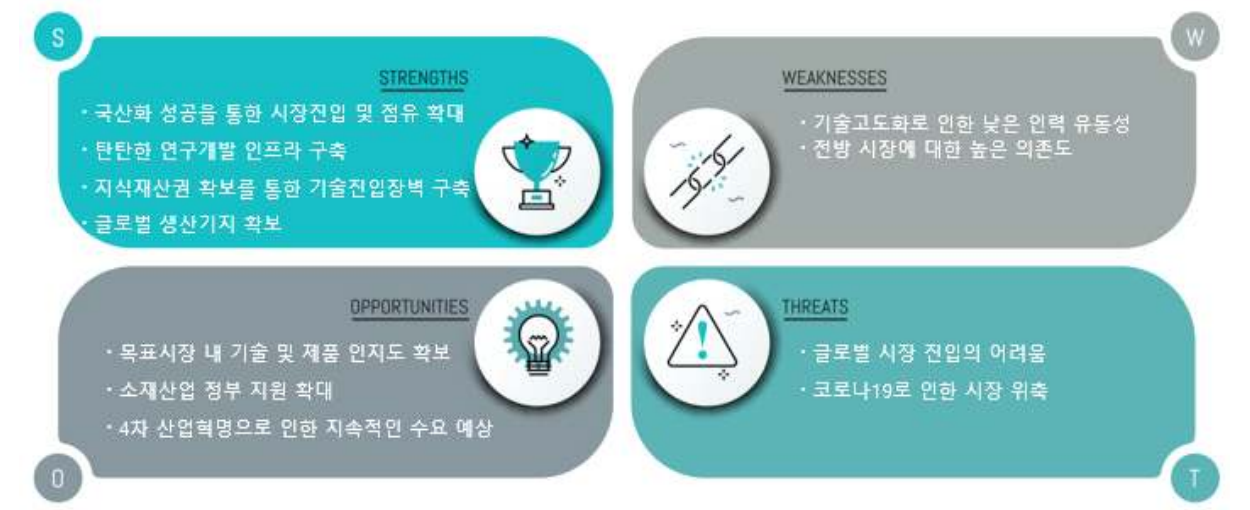 S
STRENGTHS
· 국산화 성공을 통한 시장진입 및 점유 확대
· 탄탄한 연구개발 인프라 구축
· 지식재산권 확보를 통한 기술진입장벽 구축
· 글로벌 생산기지 확보
W
WEAKNESSES
· 기술고도화로 인한 낮은 인력 유동성
· 전방 시장에 대한 높은 의존도
OPPORTUNITIES
· 목표시장 내 기술 및 제품 인지도 확보
· 소재산업 정부 지원 확대
· 4차 산업혁명으로 인한 지속적인 수요 예상
O
THREATS
· 글로벌 시장 진입의 어려움
· 코로나19로 인한 시장 위축
T